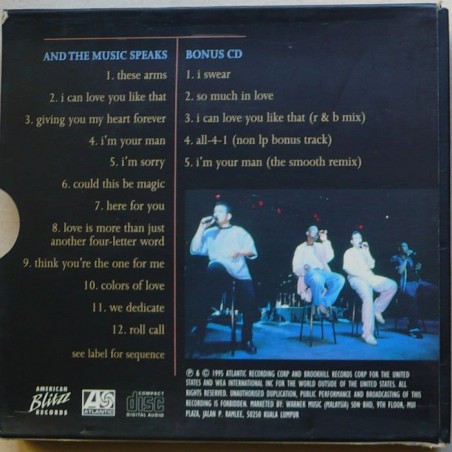 AND THE MUSIC SPEAKS
1. these arms
2. i can love you like that
3. giving you my heart forever
4. i'm your man
5. i'm sorry
6. could this be magic
7. here for you
8. love is more than just
another four-letter word
9. think you're the one for me
10. colors of love
11. we dedicate
12. roll call
see label for sequence
BONUS CD
1. i swear
2. so much in love
3. i can love you like that (r & b mix)
4. all-4-1 (non lp bonus track)
5. i'm your man (the smooth remix)
℗ & © 1995 ATLANTIC RECORDING CORP AND BROOKHILL RECORDS CORP FOR THE UNITED
STATES AND WEA INTERNATIONAL INC FOR THE WORLD OUTSIDE OF THE UNITED STATES. ALL
RIGHTS RESERVED. UNAUTHORISED DUPLICATION, PUBLIC PERFORMANCE AND BROADCASTING OF
THIS RECORDING IS FORBIDDEN. MARKETED BY: WARNER MUSIC (MALAYSIA) SDN BHD, 9TH FLOOR, MUI
PLAZA, JALAN P. RAMLEE, 50250 KUALA LUMPUR
AMERICAN
Blitzz
RECORDS
ATLANTIC
COMPACT
disc
DIGITAL AUDIO